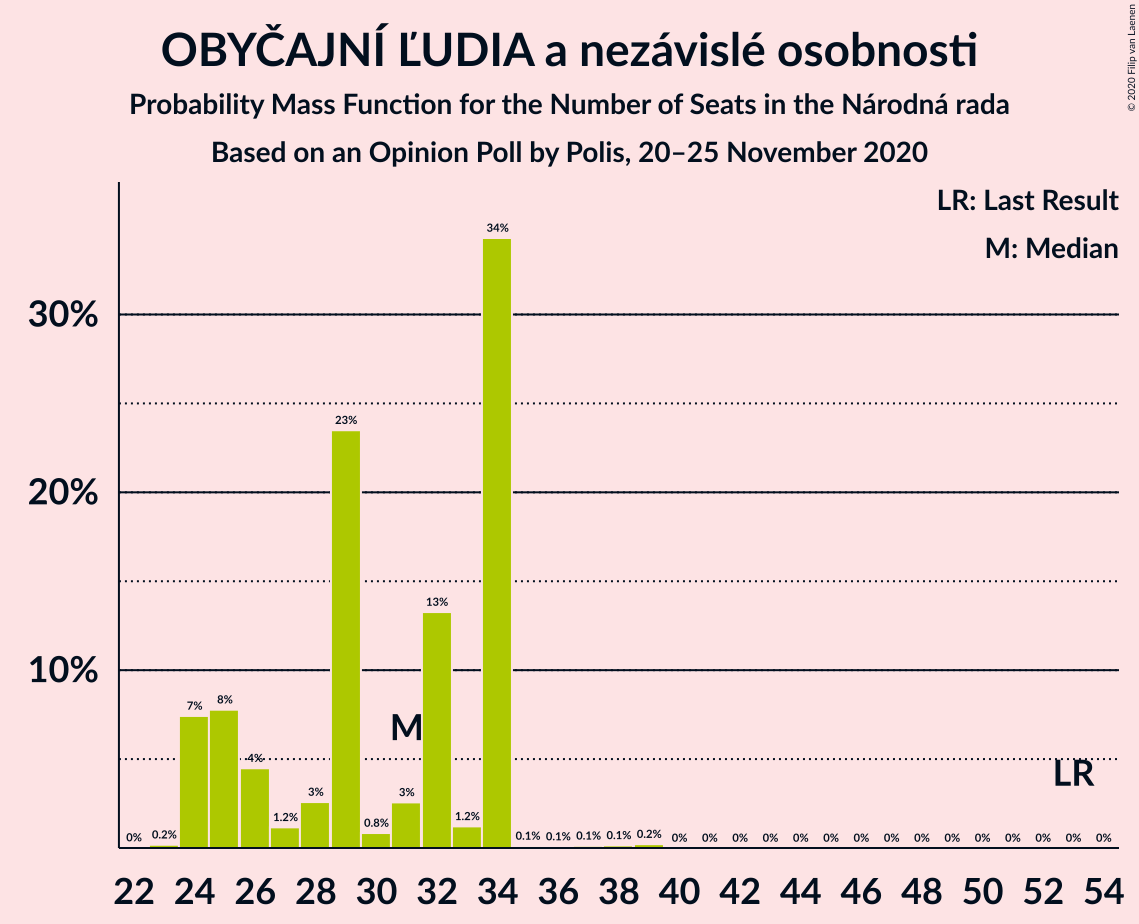 OBYČAJNÍ ĽUDIA a nezávislé osobnosti
Probability Mass Function for the Number of Seats in the Národná rada
Based on an Opinion Poll by Polis, 20–25 November 2020
© 2020 Filip van Laenen
LR: Last Result
M: Median
34%
30%
23%
20%
13%
10%
7% 8% 4% 1.2% 3% 0.8% M 3% 1.2% LR
0% 0.2% 0.1% 0.1% 0.1% 0.1% 0.2% 0% 0% 0% 0% 0% 0% 0% 0% 0% 0% 0% 0% 0% 0% 0%
22 24 26 28 30 32 34 36 38 40 42 44 46 48 50 52 54